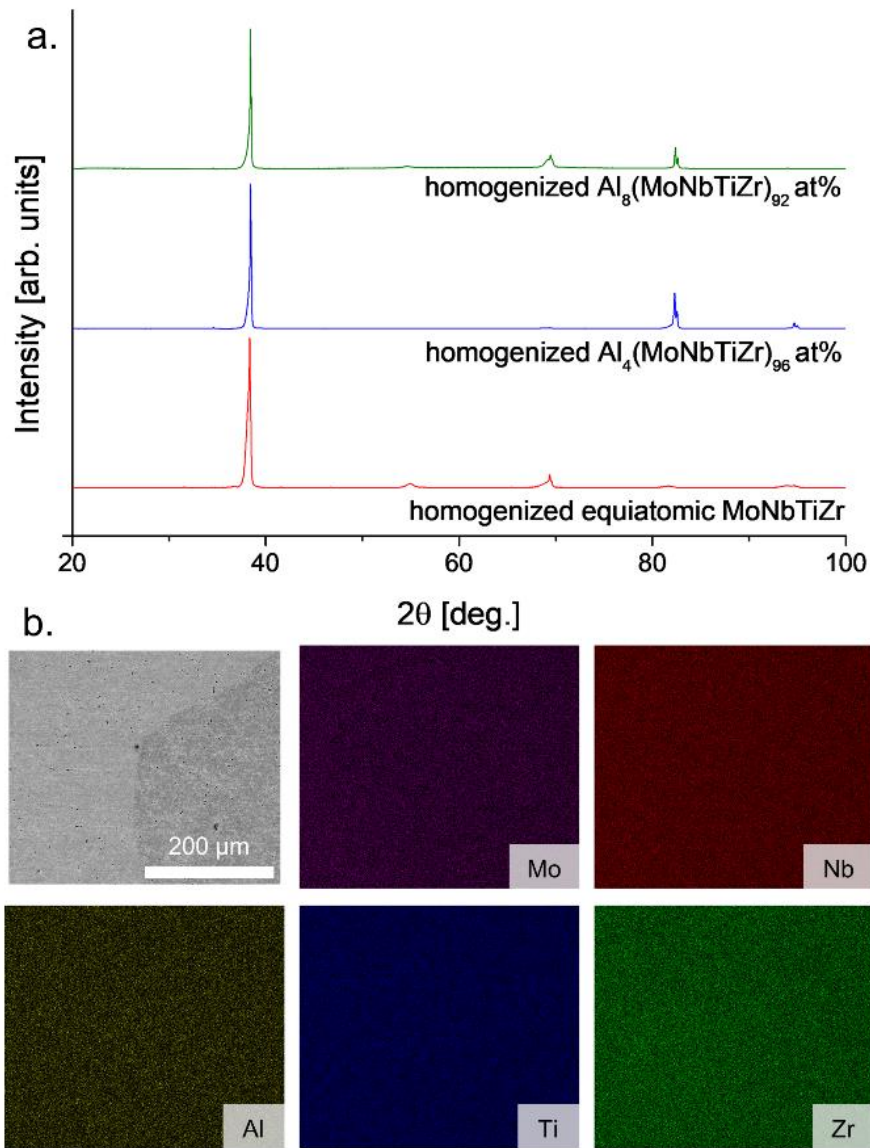 a.
Intensity [arb. units]
homogenized Al₈(MoNbTiZr)₉₂ at%
homogenized Al₄(MoNbTiZr)₉₆ at%
homogenized equiatomic MoNbTiZr
20 40 60 80 100
2θ [deg.]
b.
200 μm
Mo
Nb
Al
Ti
Zr